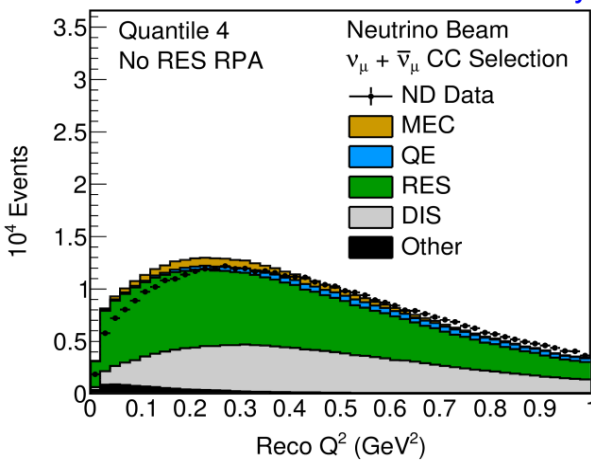 Quantile 4
No RES RPA
Neutrino Beam
νμ + ν̄μ CC Selection
ND Data
MEC
QE
RES
DIS
Other
10⁴ Events
3.5
3
2.5
2
1.5
1
0.5
0
0 0.1 0.2 0.3 0.4 0.5 0.6 0.7 0.8 0.9 1
Reco Q² (GeV²)